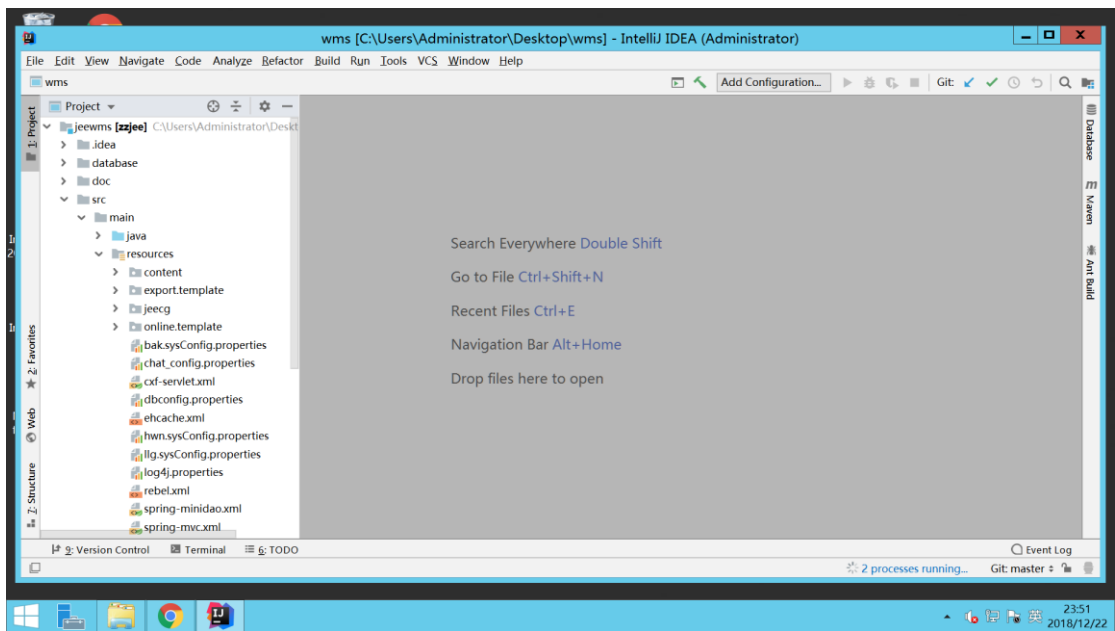 wms [C:\Users\Administrator\Desktop\wms] - IntelliJ IDEA (Administrator)
File Edit View Navigate Code Analyze Refactor Build Run Tools VCS Window Help
wms
Add Configuration...
Git:
Project
jeewms [zzjee] C:\Users\Administrator\Deskt
.idea
database
doc
src
main
java
resources
content
export.template
jeecg
online.template
bak.sysConfig.properties
chat_config.properties
cxf-servlet.xml
dbconfig.properties
ehcache.xml
hwn.sysConfig.properties
llg.sysConfig.properties
log4j.properties
rebel.xml
spring-minidao.xml
spring-mvc.xml
1: Project
2: Favorites
Web
7: Structure
Search Everywhere Double Shift
Go to File Ctrl+Shift+N
Recent Files Ctrl+E
Navigation Bar Alt+Home
Drop files here to open
Database
m Maven
Ant Build
9: Version Control Terminal 6: TODO
Event Log
2 processes running... Git: master
英
23:51
2018/12/22